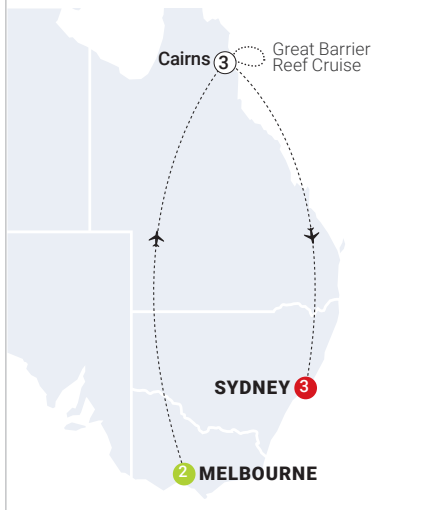 Great Barrier
Reef Cruise
Cairns 3
SYDNEY 3
2 MELBOURNE